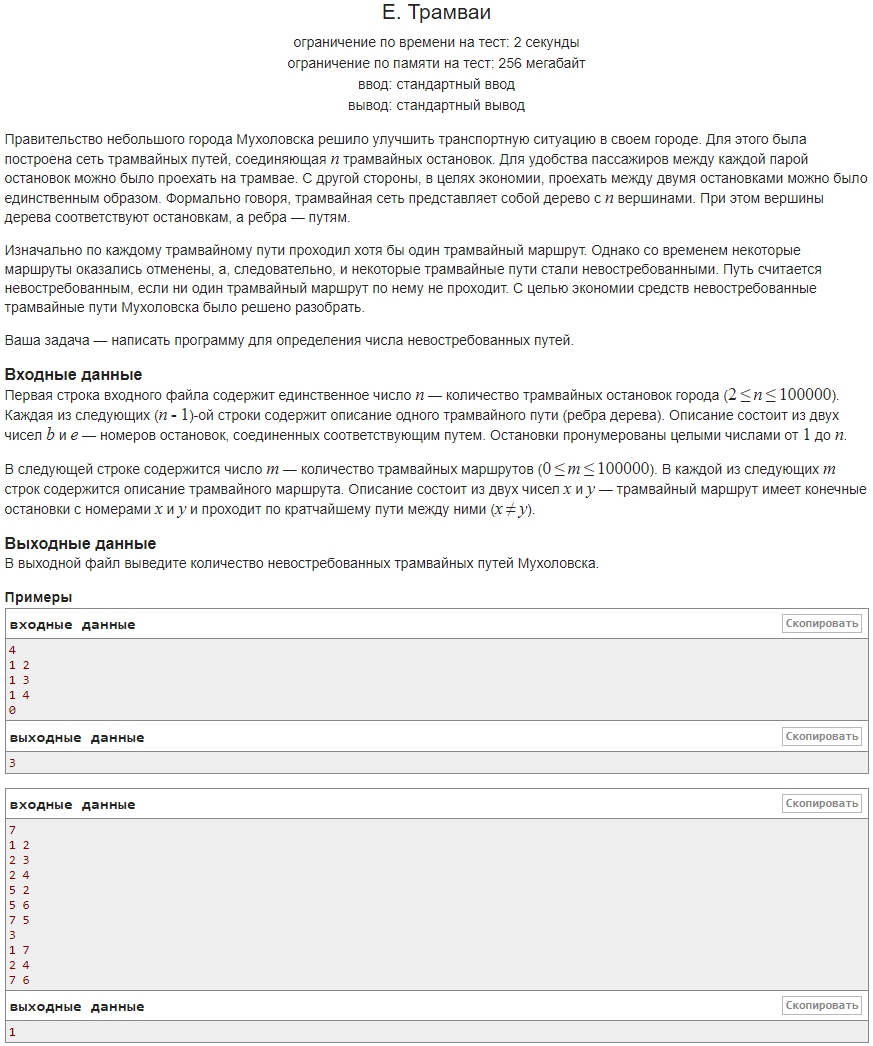 Е. Трамваи
ограничение по времени на тест: 2 секунды
ограничение по памяти на тест: 256 мегабайт
ввод: стандартный ввод
вывод: стандартный вывод
Правительство небольшого города Мухоловска решило улучшить транспортную ситуацию в своем городе. Для этого была
построена сеть трамвайных путей, соединяющая n трамвайных остановок. Для удобства пассажиров между каждой парой
остановок можно было проехать на трамвае. С другой стороны, в целях экономии, проехать между двумя остановками можно было
единственным образом. Формально говоря, трамвайная сеть представляет собой дерево с n вершинами. При этом вершины
дерева соответствуют остановкам, а ребра — путям.
Изначально по каждому трамвайному пути проходил хотя бы один трамвайный маршрут. Однако со временем некоторые
маршруты оказались отменены, а, следовательно, и некоторые трамвайные пути стали невостребованными. Путь считается
невостребованным, если ни один трамвайный маршрут по нему не проходит. С целью экономии средств невостребованные
трамвайные пути Мухоловска было решено разобрать.
Ваша задача — написать программу для определения числа невостребованных путей.
Входные данные
Первая строка входного файла содержит единственное число n — количество трамвайных остановок города (2 ≤ n ≤ 100000).
Каждая из следующих (n - 1)-ой строки содержит описание одного трамвайного пути (ребра дерева). Описание состоит из двух
чисел b и e — номеров остановок, соединенных соответствующим путем. Остановки пронумерованы целыми числами от 1 до n.
В следующей строке содержится число m — количество трамвайных маршрутов (0 ≤ m ≤ 100000). В каждой из следующих m
строк содержится описание трамвайного маршрута. Описание состоит из двух чисел x и y — трамвайный маршрут имеет конечные
остановки с номерами x и y и проходит по кратчайшему пути между ними (x ≠ y).
Выходные данные
В выходной файл выведите количество невостребованных трамвайных путей Мухоловска.
Примеры
входные данные Скопировать
4
1 2
1 3
1 4
0
выходные данные Скопировать
3
входные данные Скопировать
7
1 2
2 3
2 4
5 2
5 6
7 5
3
1 7
2 4
7 6
выходные данные Скопировать
1